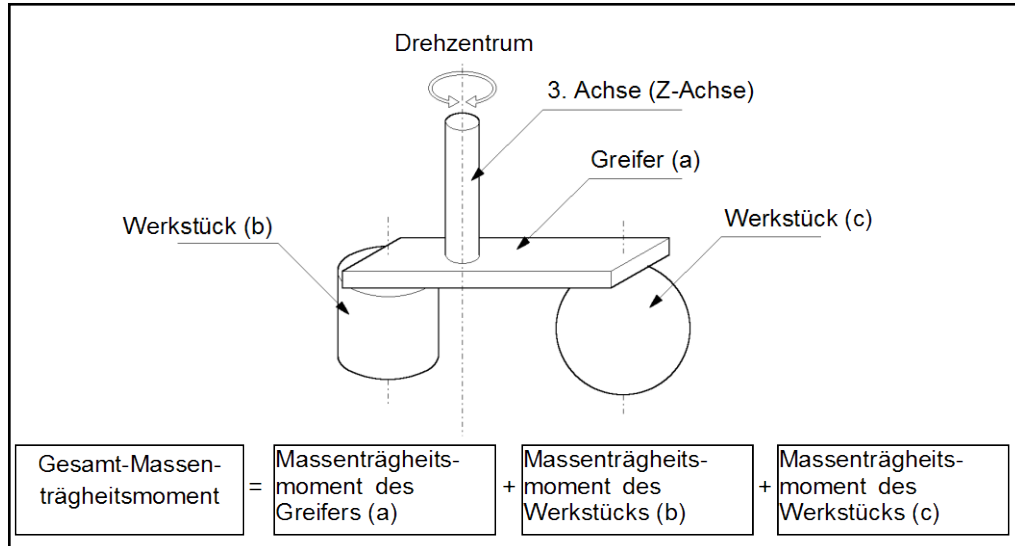 Drehzentrum
3. Achse (Z-Achse)
Greifer (a)
Werkstück (b)
Werkstück (c)
Gesamt-Massen-
trägheitsmoment
=
Massenträgheits-
moment des
Greifers (a)
+
Massenträgheits-
moment des
Werkstücks (b)
+
Massenträgheits-
moment des
Werkstücks (c)